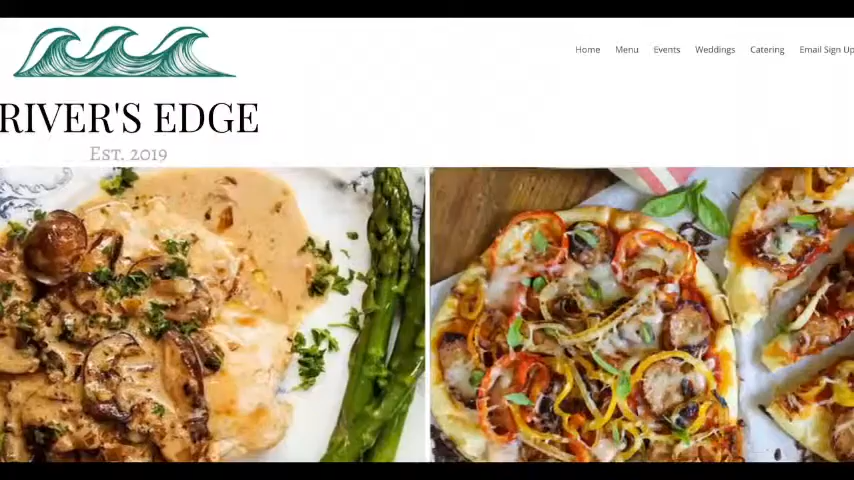 Home Menu Events Weddings Catering Email Sign Up
RIVER'S EDGE
Est. 2019